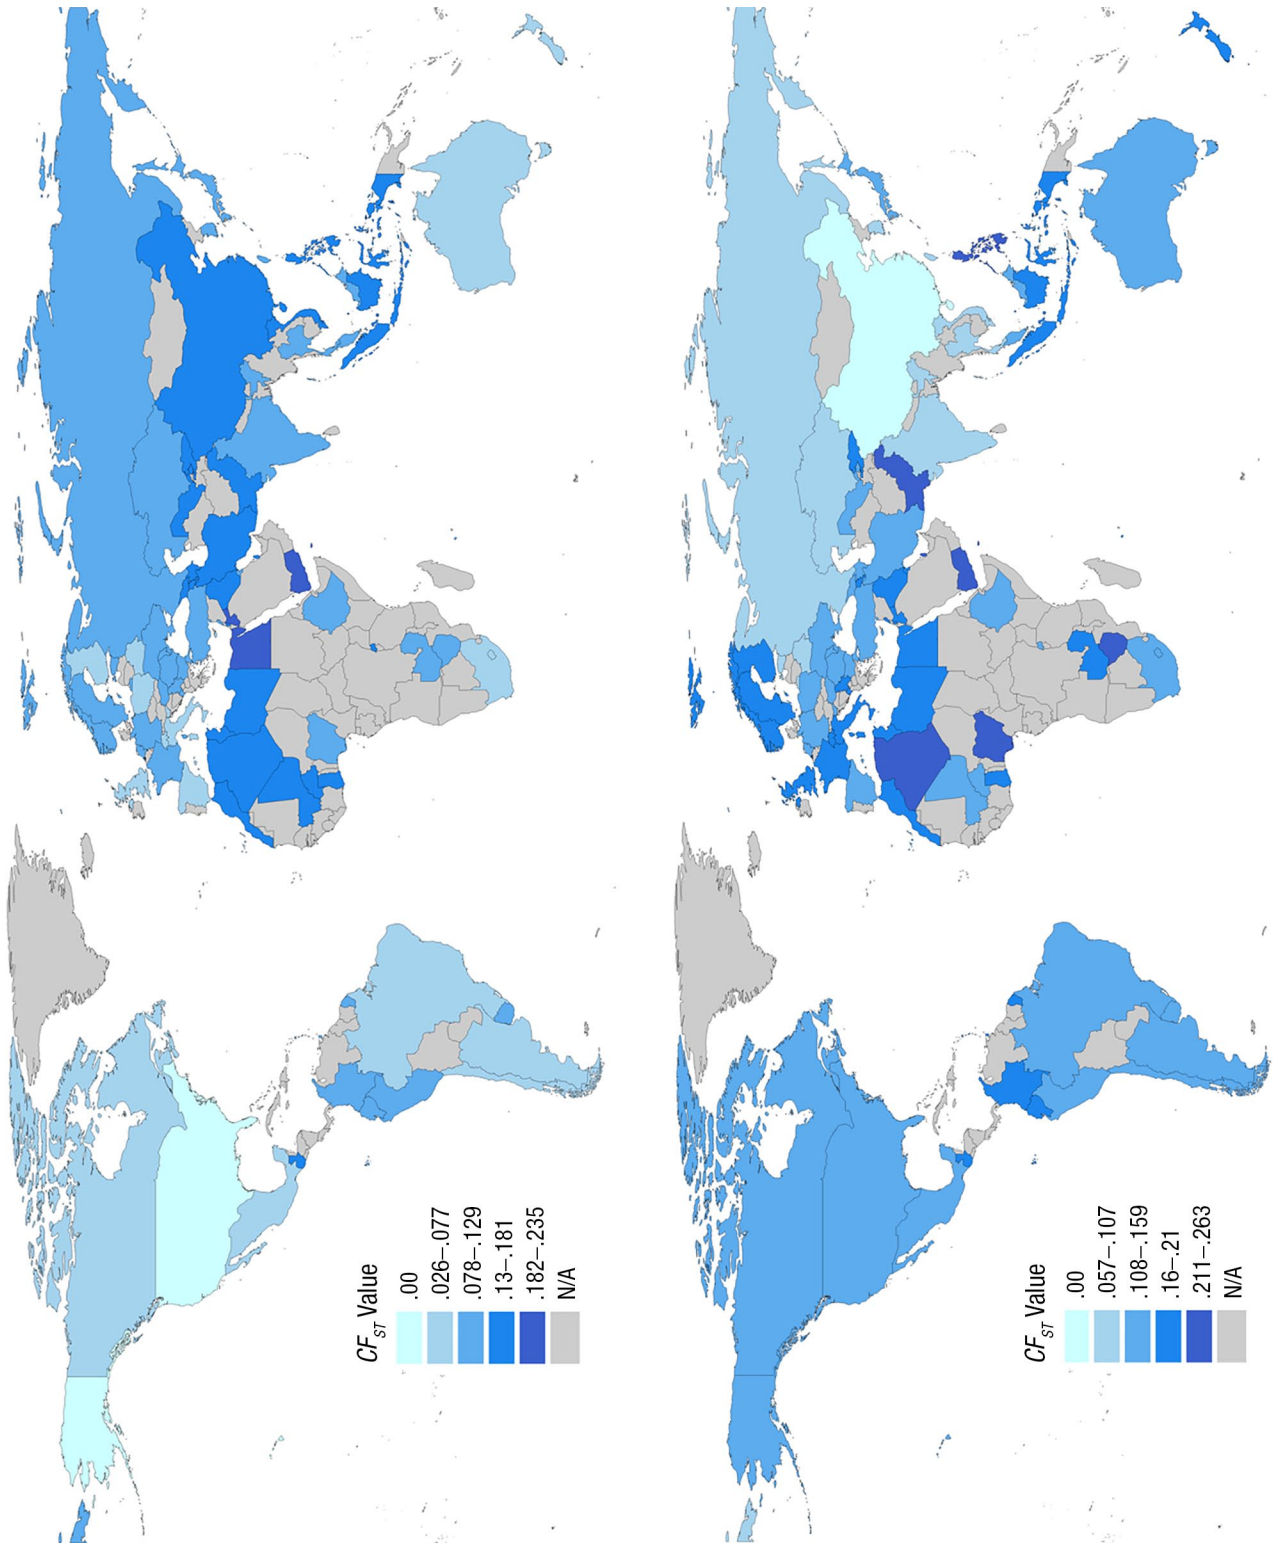 CF_ST Value
.00
.026–.077
.078–.129
.13–.181
.182–.235
N/A
CF_ST Value
.00
.057–.107
.108–.159
.16–.21
.211–.263
N/A